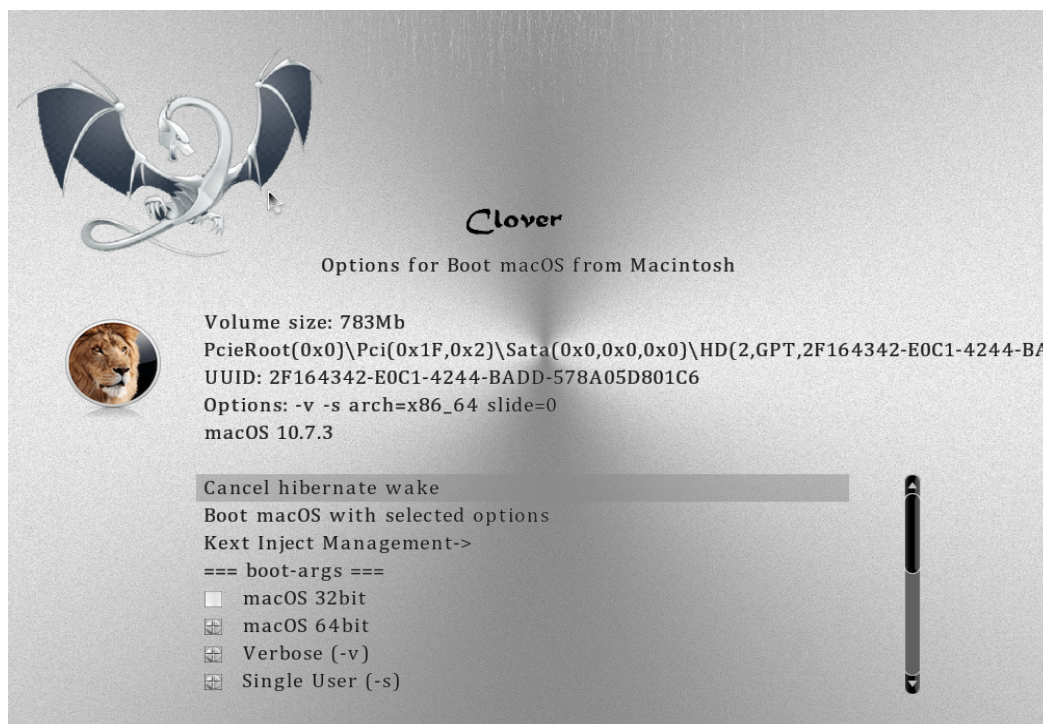 Clover
Options for Boot macOS from Macintosh
Volume size: 783Mb
PcieRoot(0x0)\Pci(0x1F,0x2)\Sata(0x0,0x0,0x0)\HD(2,GPT,2F164342-E0C1-4244-BA
UUID: 2F164342-E0C1-4244-BADD-578A05D801C6
Options: -v -s arch=x86_64 slide=0
macOS 10.7.3
Cancel hibernate wake
Boot macOS with selected options
Kext Inject Management->
=== boot-args ===
macOS 32bit
macOS 64bit
Verbose (-v)
Single User (-s)